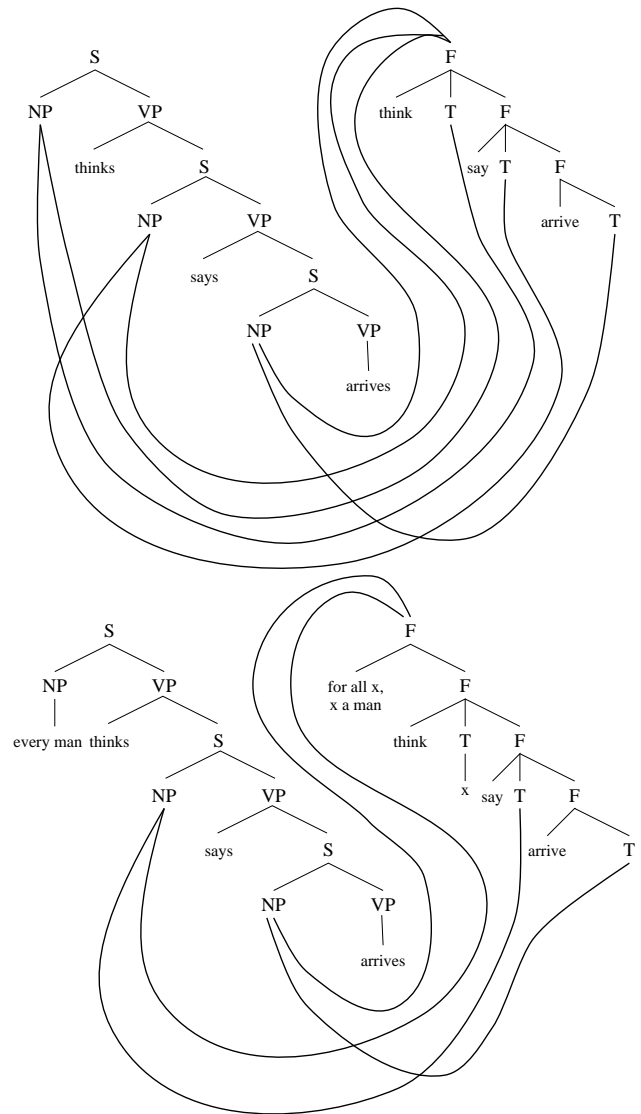 S F
NP VP think T F
thinks S say T F
NP VP arrive T
says S
NP VP
arrives
S F
NP VP for all x, F
x a man
every man thinks S think T F
NP VP x say T F
says S arrive T
NP VP
arrives